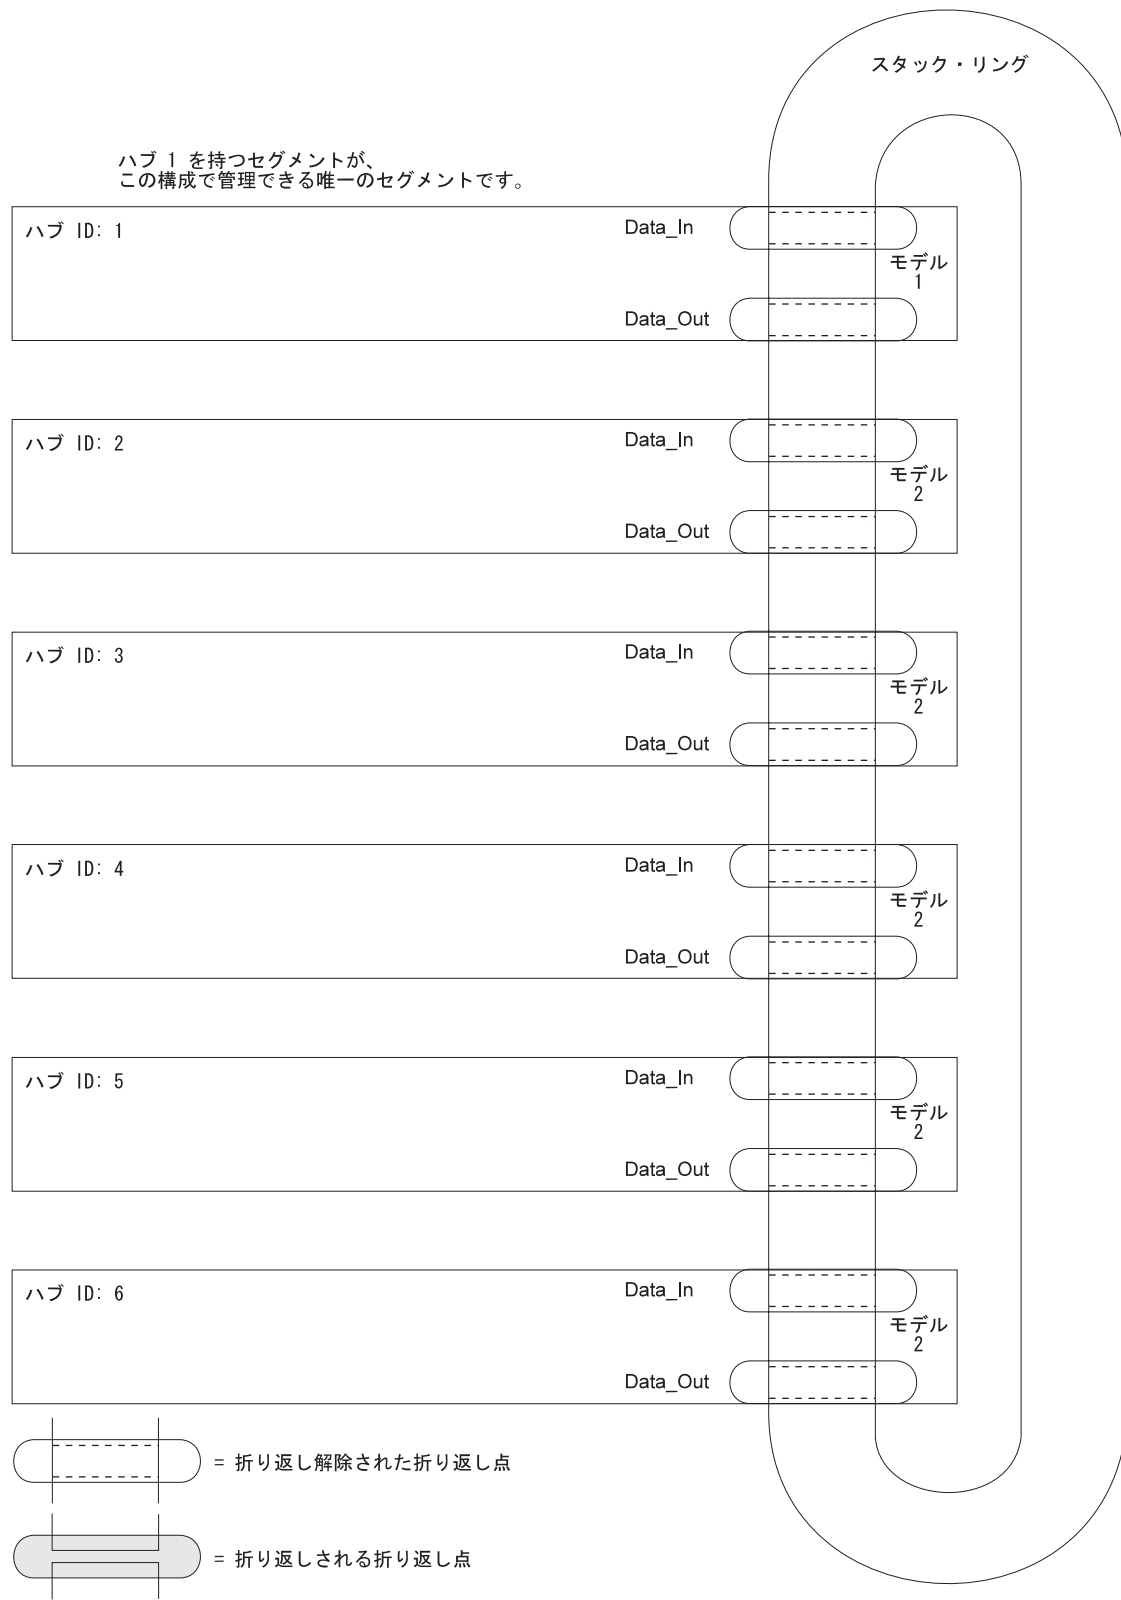 スタック・リング
ハブ 1 を持つセグメントが、
この構成で管理できる唯一のセグメントです。
ハブ ID: 1
Data_In
モデル
1
Data_Out
ハブ ID: 2
Data_In
モデル
2
Data_Out
ハブ ID: 3
Data_In
モデル
2
Data_Out
ハブ ID: 4
Data_In
モデル
2
Data_Out
ハブ ID: 5
Data_In
モデル
2
Data_Out
ハブ ID: 6
Data_In
モデル
2
Data_Out
= 折り返し解除された折り返し点
= 折り返しされる折り返し点